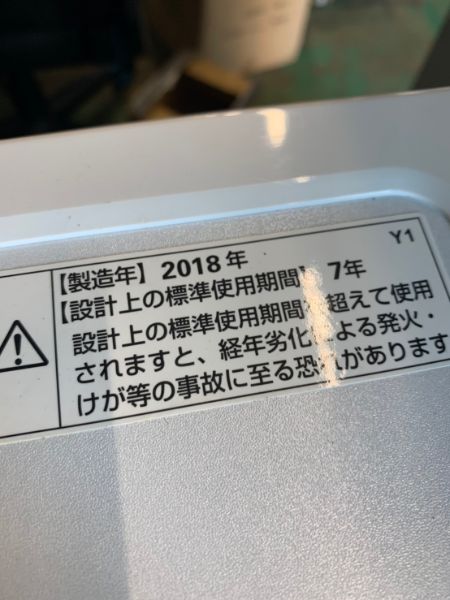 Y1
【製造年】2018年
【設計上の標準使用期間】 7年
設計上の標準使用期間を超えて使用
されますと、経年劣化による発火・
けが等の事故に至る恐れがあります